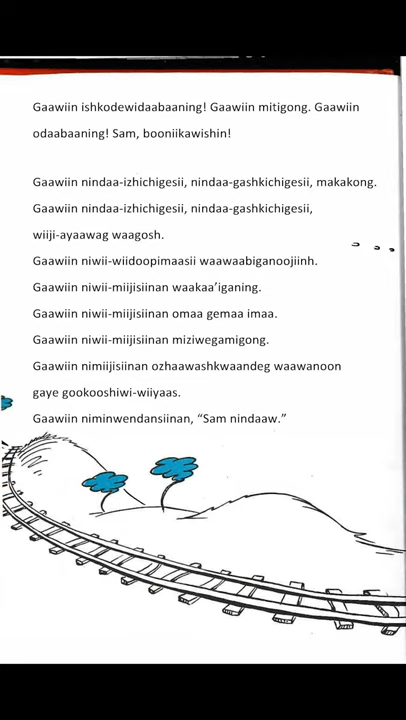 Gaawiin ishkodewidaabaaning! Gaawiin mitigong. Gaawiin
odaabaaning! Sam, booniikawishin!
Gaawiin nindaa-izhichigesii, nindaa-gashkichigesii, makakong.
Gaawiin nindaa-izhichigesii, nindaa-gashkichigesii,
wiiji-ayaawag waagosh.
Gaawiin niwii-wiidoopimaasii waawaabiganoojiinh.
Gaawiin niwii-miijisiinan waakaa’iganing.
Gaawiin niwii-miijisiinan omaa gemaa imaa.
Gaawiin niwii-miijisiinan miziwegamigong.
Gaawiin nimiijisiinan ozhaawashkwaandeg waawanoon
gaye gookooshiwi-wiiyaas.
Gaawiin niminwendansiinan, “Sam nindaaw.”